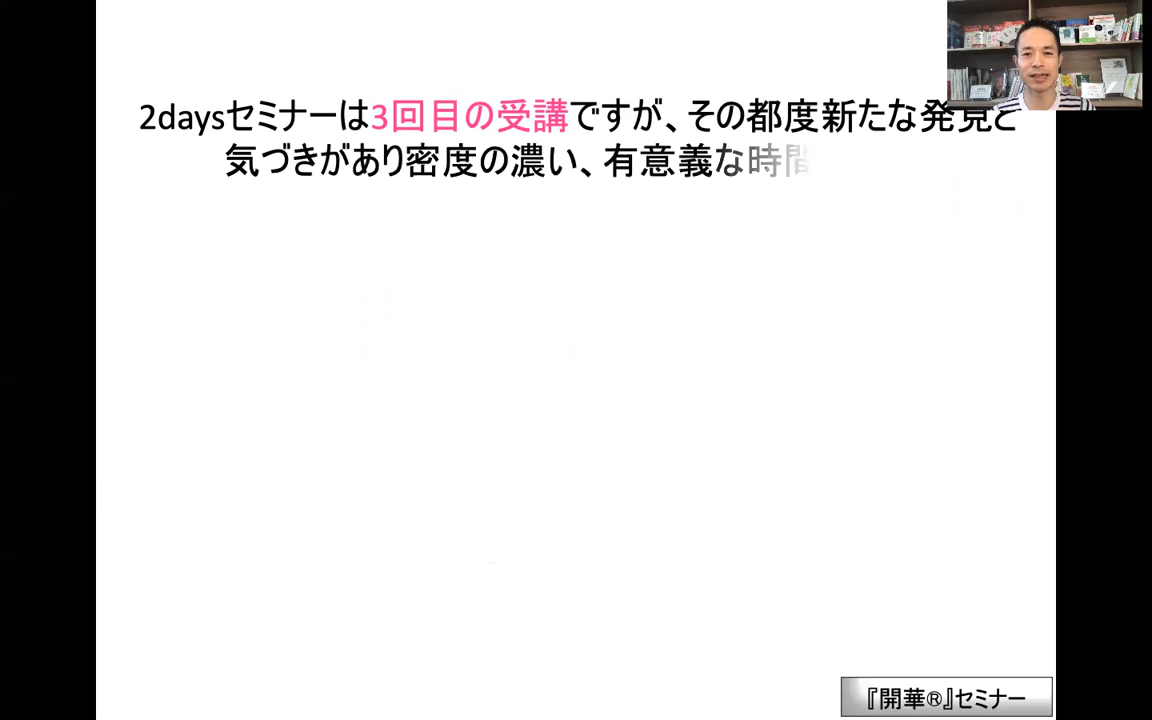 2daysセミナーは3回目の受講ですが、その都度新たな発見と
気づきがあり密度の濃い、有意義な時間
『開華®』セミナー